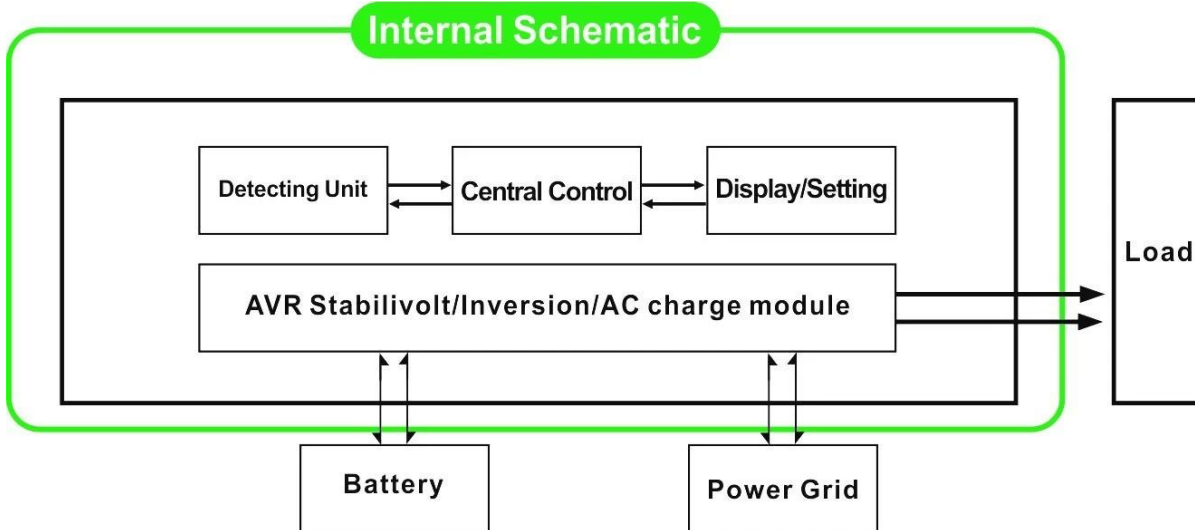 Internal Schematic
Detecting Unit
Central Control
Display/Setting
Load
AVR Stabilivolt/Inversion/AC charge module
Battery
Power Grid